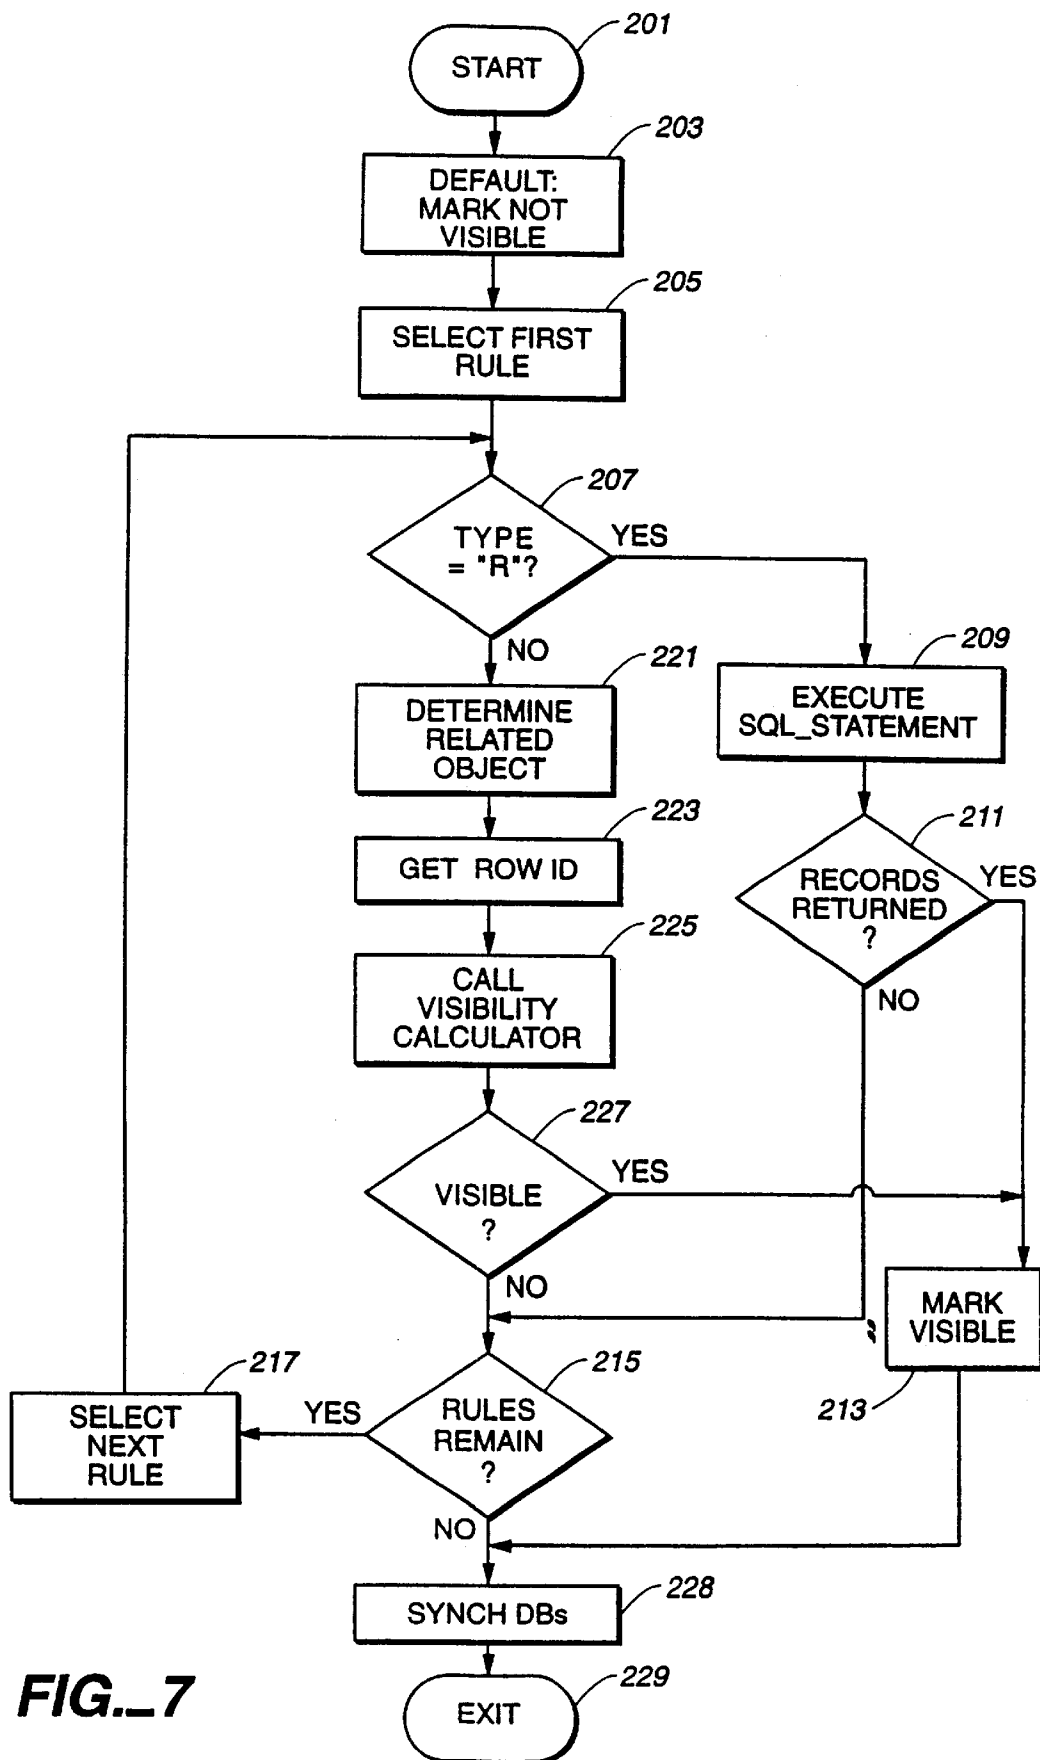 201
START
203
DEFAULT:
MARK NOT
VISIBLE
205
SELECT FIRST
RULE
207
TYPE
= "R"?
YES
NO
209
EXECUTE
SQL_STATEMENT
221
DETERMINE
RELATED
OBJECT
211
RECORDS
RETURNED
?
YES
NO
223
GET ROW ID
225
CALL
VISIBILITY
CALCULATOR
227
VISIBLE
?
YES
NO
MARK
VISIBLE
213
215
RULES
REMAIN
?
YES
NO
217
SELECT
NEXT
RULE
228
SYNCH DBs
229
EXIT
FIG._7